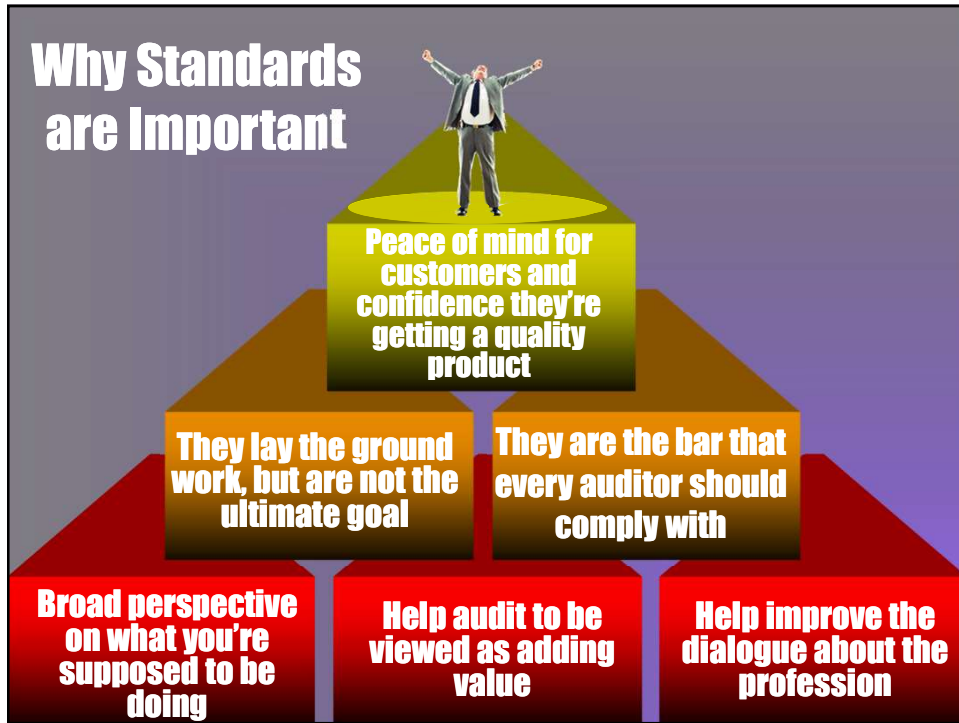 Why Standards
are Important
Peace of mind for
customers and
confidence they’re
getting a quality
product
They lay the ground
work, but are not the
ultimate goal
They are the bar that
every auditor should
comply with
Broad perspective
on what you’re
supposed to be
doing
Help audit to be
viewed as adding
value
Help improve the
dialogue about the
profession